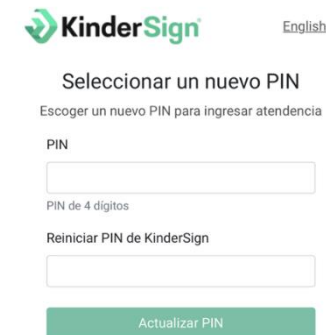 KinderSign
English
Seleccionar un nuevo PIN
Escoger un nuevo PIN para ingresar atendencia
PIN
PIN de 4 digitos
Reiniciar PIN de KinderSign
Actualizar PIN